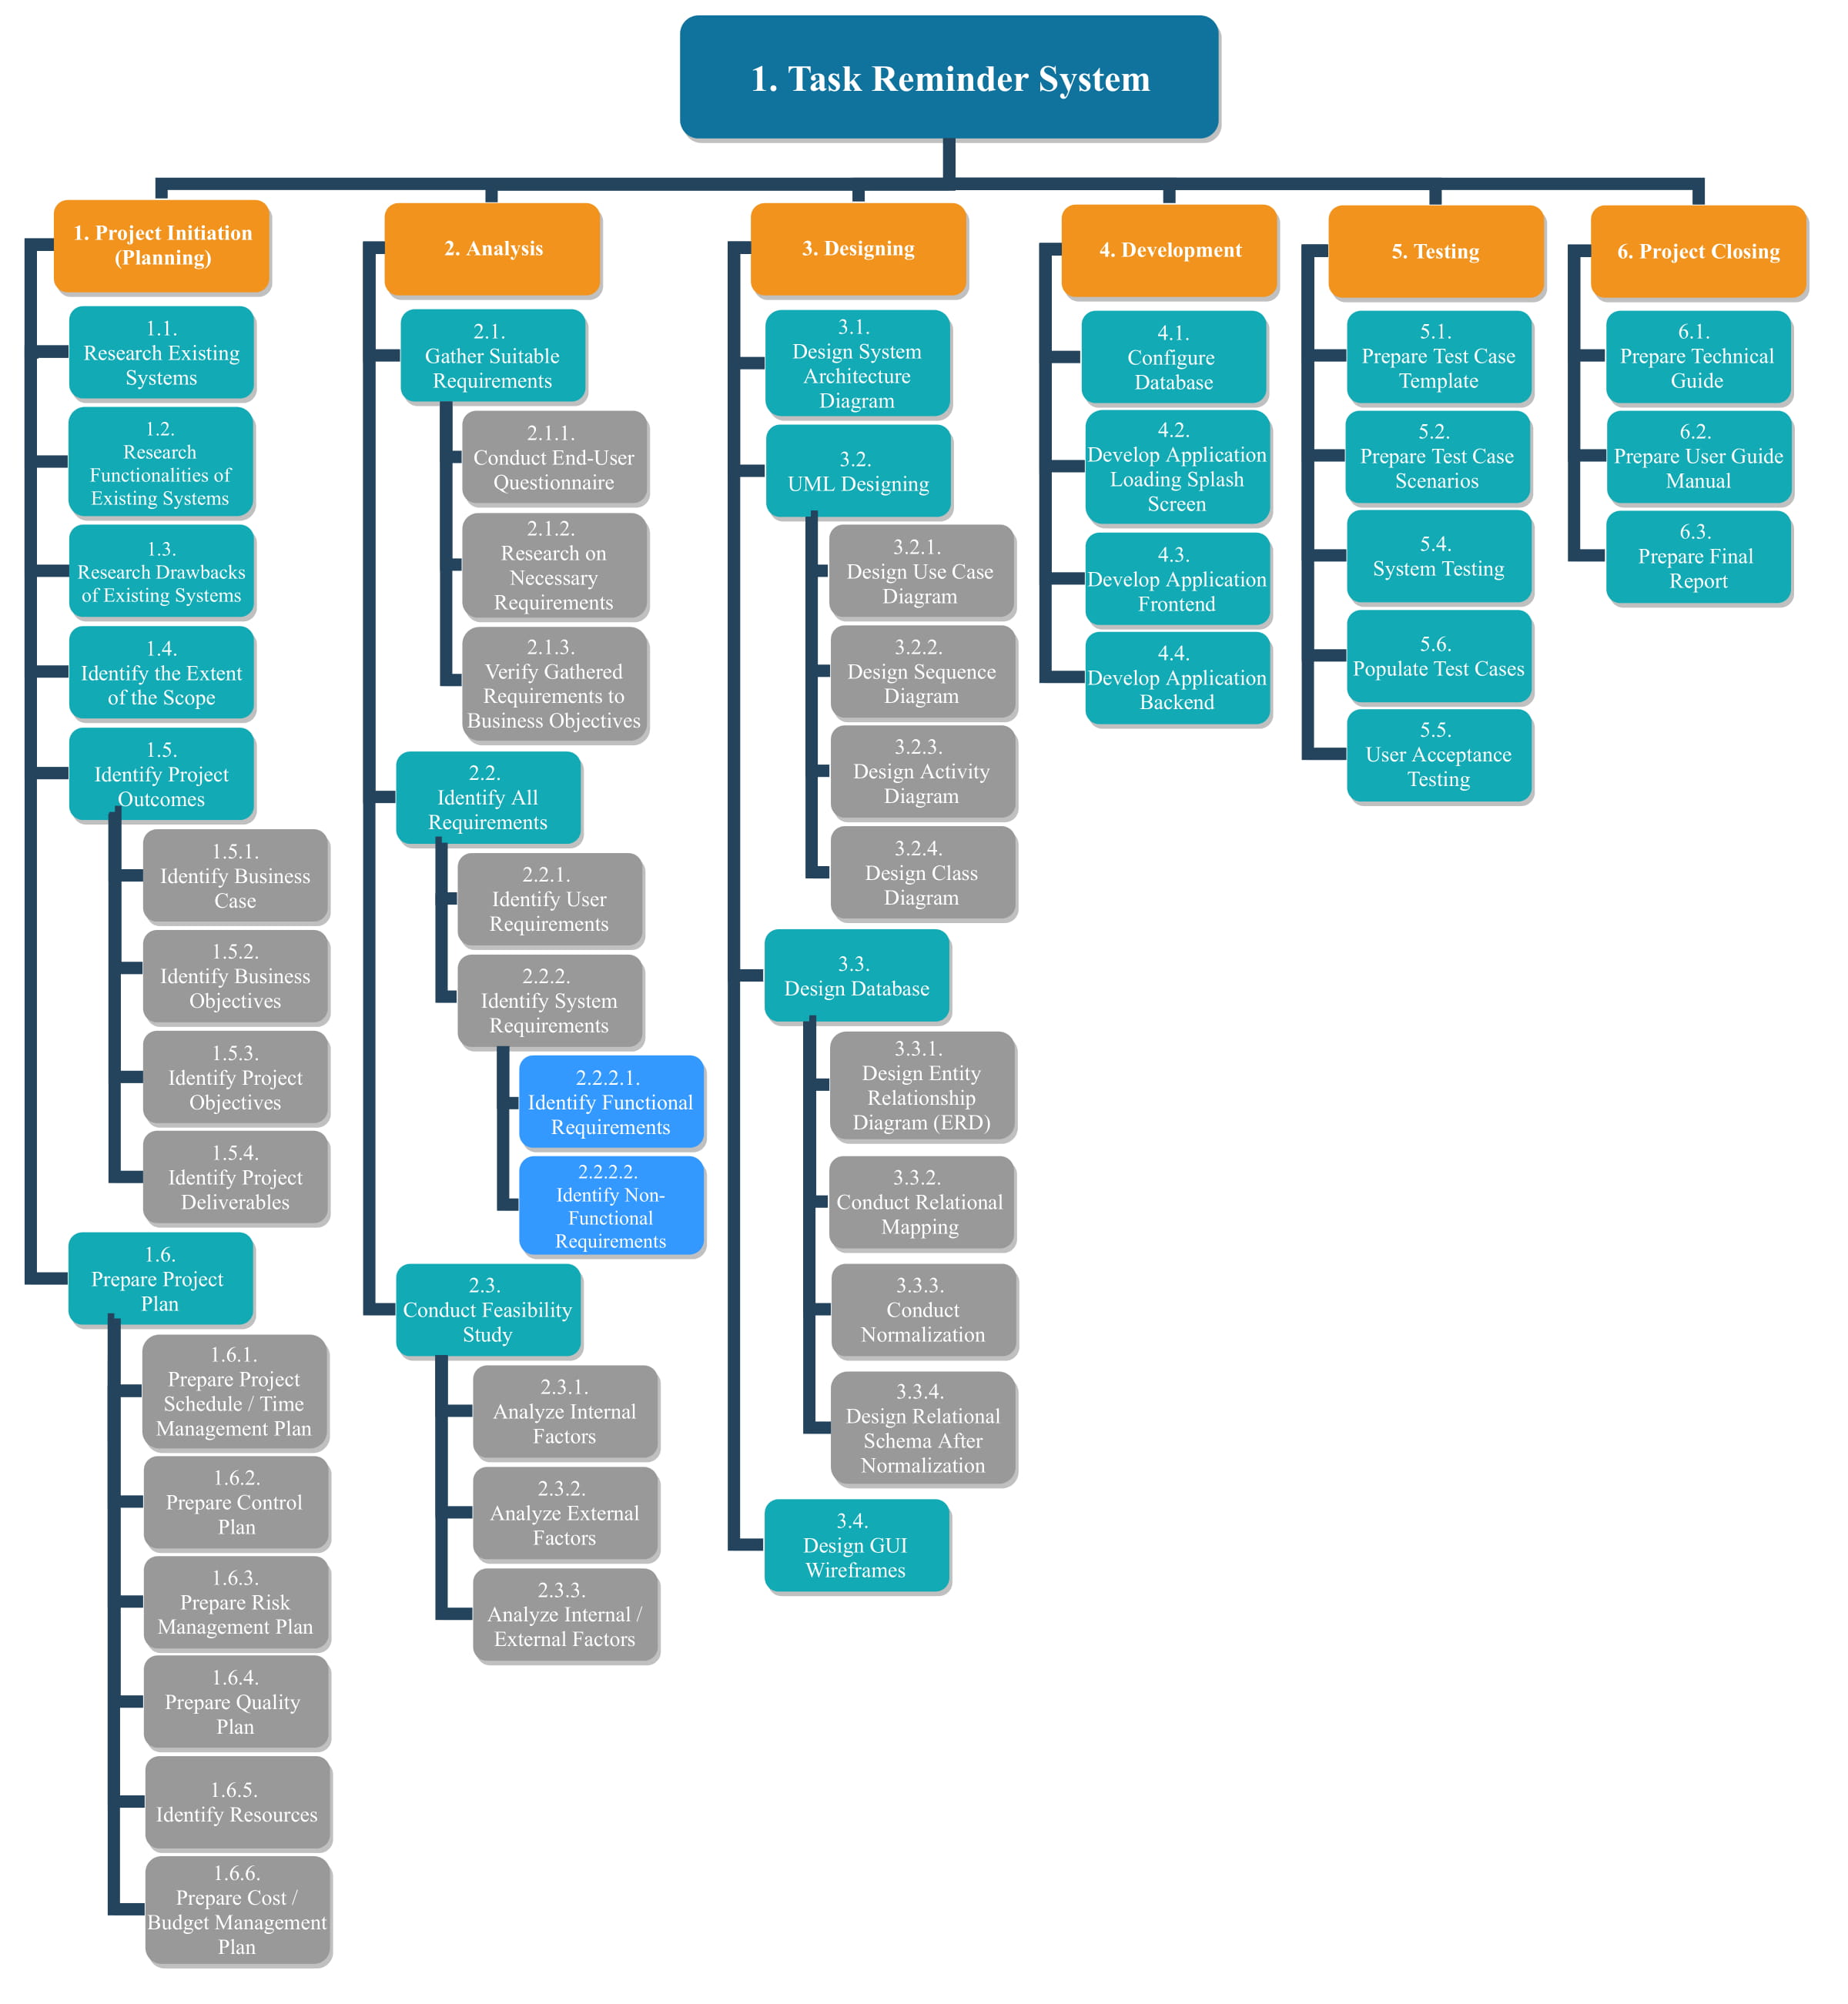 1. Task Reminder System
1. Project Initiation
(Planning)
1.1.
Research Existing
Systems
1.2.
Research
Functionalities of
Existing Systems
1.3.
Research Drawbacks
of Existing Systems
1.4.
Identify the Extent
of the Scope
1.5.
Identify Project
Outcomes
1.5.1.
Identify Business
Case
1.5.2.
Identify Business
Objectives
1.5.3.
Identify Project
Objectives
1.5.4.
Identify Project
Deliverables
1.6.
Prepare Project
Plan
1.6.1.
Prepare Project
Schedule / Time
Management Plan
1.6.2.
Prepare Control
Plan
1.6.3.
Prepare Risk
Management Plan
1.6.4.
Prepare Quality
Plan
1.6.5.
Identify Resources
1.6.6.
Prepare Cost /
Budget Management
Plan
2. Analysis
2.1.
Gather Suitable
Requirements
2.1.1.
Conduct End-User
Questionnaire
2.1.2.
Research on
Necessary
Requirements
2.1.3.
Verify Gathered
Requirements to
Business Objectives
2.2.
Identify All
Requirements
2.2.1.
Identify User
Requirements
2.2.2.
Identify System
Requirements
2.2.2.1.
Identify Functional
Requirements
2.2.2.2.
Identify Non-
Functional
Requirements
2.3.
Conduct Feasibility
Study
2.3.1.
Analyze Internal
Factors
2.3.2.
Analyze External
Factors
2.3.3.
Analyze Internal /
External Factors
3. Designing
3.1.
Design System
Architecture
Diagram
3.2.
UML Designing
3.2.1.
Design Use Case
Diagram
3.2.2.
Design Sequence
Diagram
3.2.3.
Design Activity
Diagram
3.2.4.
Design Class
Diagram
3.3.
Design Database
3.3.1.
Design Entity
Relationship
Diagram (ERD)
3.3.2.
Conduct Relational
Mapping
3.3.3.
Conduct
Normalization
3.3.4.
Design Relational
Schema After
Normalization
3.4.
Design GUI
Wireframes
4. Development
4.1.
Configure
Database
4.2.
Develop Application
Loading Splash
Screen
4.3.
Develop Application
Frontend
4.4.
Develop Application
Backend
5. Testing
5.1.
Prepare Test Case
Template
5.2.
Prepare Test Case
Scenarios
5.4.
System Testing
5.6.
Populate Test Cases
5.5.
User Acceptance
Testing
6. Project Closing
6.1.
Prepare Technical
Guide
6.2.
Prepare User Guide
Manual
6.3.
Prepare Final
Report